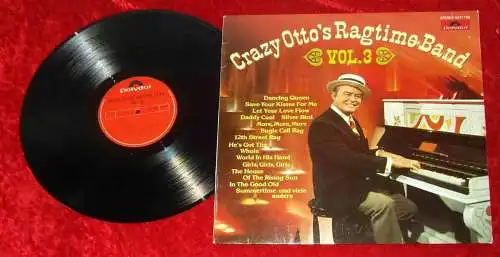 Polydor
STEREO
Polydor
Crazy Otto's Ragtime-Band
VOL.3
Dancing Queen
Save Your Kisses For Me
Let Your Love Flow
Daddy Cool Silver Bird
More, More, More
Bugle Call Rag
12th Street Rag
He's Got The
Whole
World In His Hand
Girls, Girls, Girls
The House
Of The Rising Sun
In The Good Old
Summertime und viele
andere